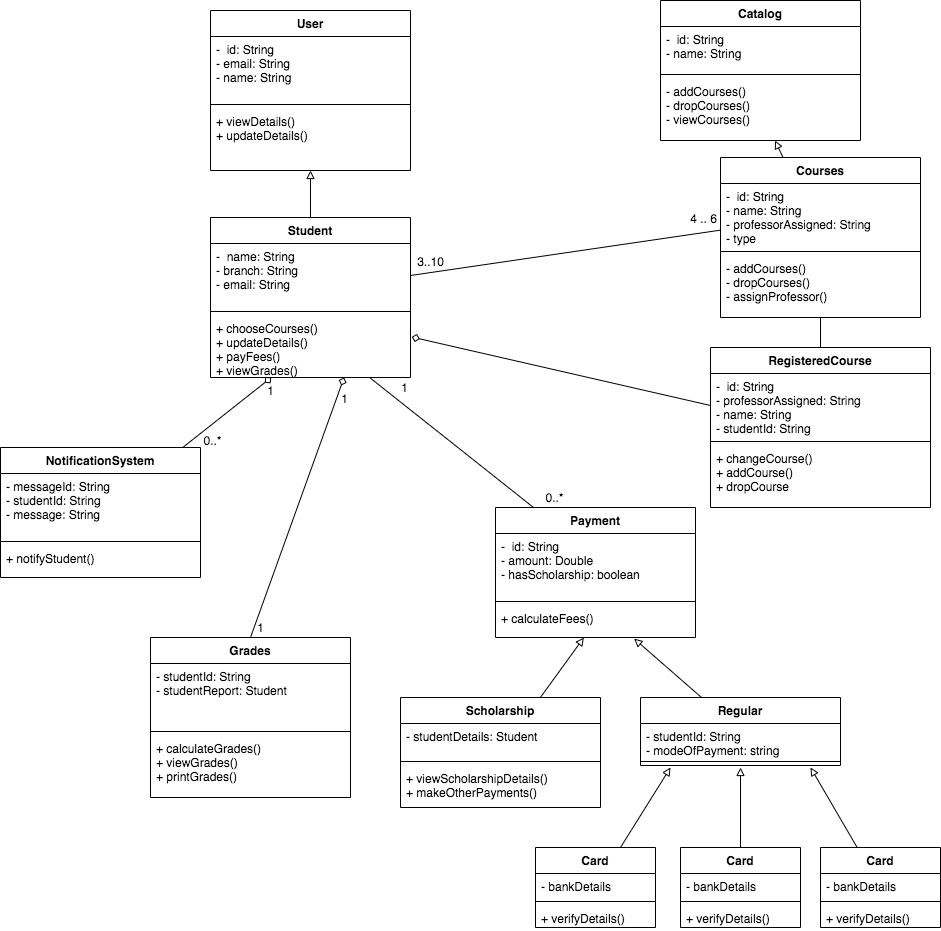 User
- id: String
- email: String
- name: String
+ viewDetails()
+ updateDetails()
Catalog
- id: String
- name: String
- addCourses()
- dropCourses()
- viewCourses()
Courses
- id: String
- name: String
- professorAssigned: String
- type
- addCourses()
- dropCourses()
- assignProfessor()
4 .. 6
3..10
Student
- name: String
- branch: String
- email: String
+ chooseCourses()
+ updateDetails()
+ payFees()
+ viewGrades()
1
1
1
0..*
0..*
1
RegisteredCourse
- id: String
- professorAssigned: String
- name: String
- studentId: String
+ changeCourse()
+ addCourse()
+ dropCourse
NotificationSystem
- messageId: String
- studentId: String
- message: String
+ notifyStudent()
Payment
- id: String
- amount: Double
- hasScholarship: boolean
+ calculateFees()
Grades
- studentId: String
- studentReport: Student
+ calculateGrades()
+ viewGrades()
+ printGrades()
Scholarship
- studentDetails: Student
+ viewScholarshipDetails()
+ makeOtherPayments()
Regular
- studentId: String
- modeOfPayment: string
Card
- bankDetails
+ verifyDetails()
Card
- bankDetails
+ verifyDetails()
Card
- bankDetails
+ verifyDetails()